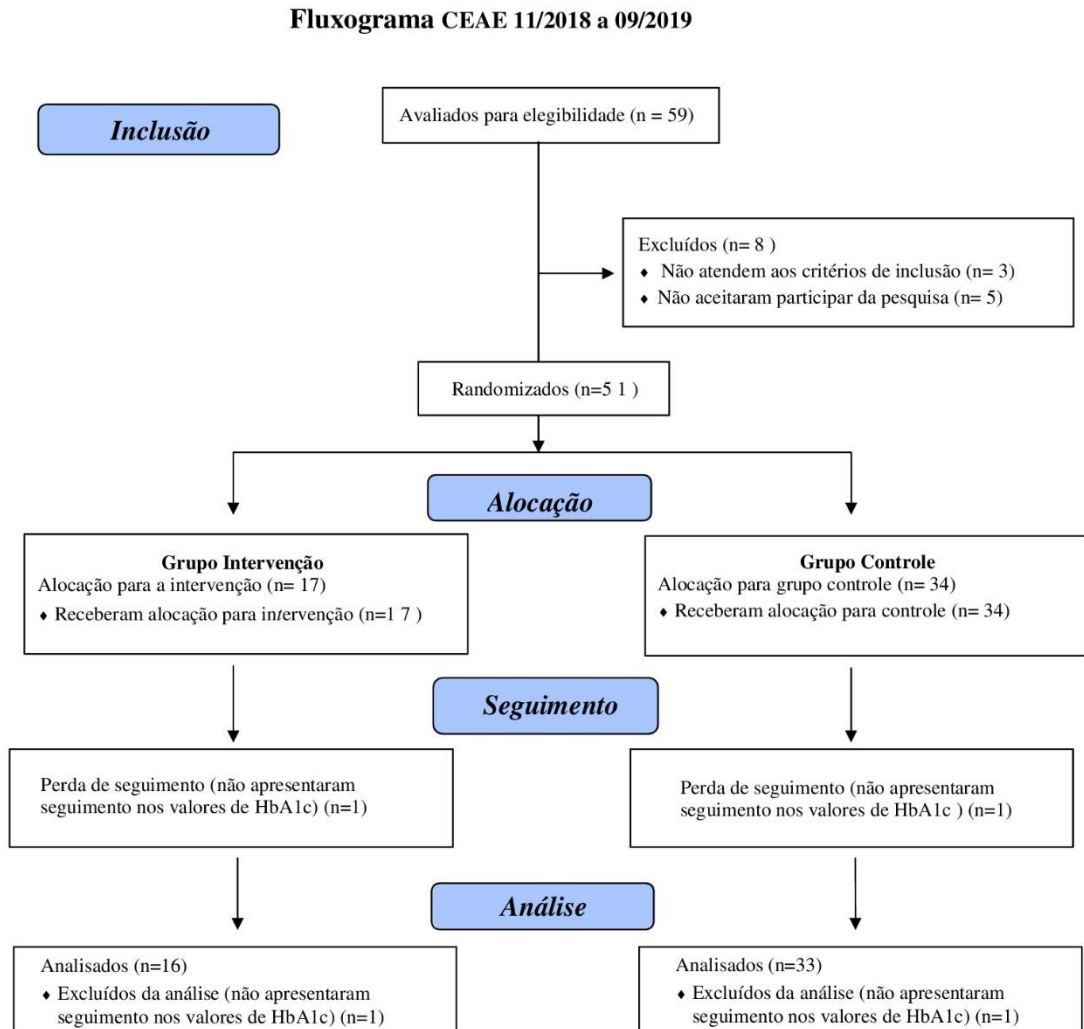 Fluxograma CEAE 11/2018 a 09/2019
Avaliados para elegibilidade (n = 59)
Inclusão
Excluídos (n= 8 )
♦ Não atendem aos critérios de inclusão (n= 3)
♦ Não aceitaram participar da pesquisa (n= 5)
Randomizados (n=5 1 )
Alocação
Grupo Intervenção
Alocação para a intervenção (n= 17)
♦ Receberam alocação para in/ervenção (n=1 7 )
Grupo Controle
Alocação para grupo controle (n= 34)
♦ Receberam alocação para controle (n= 34)
Seguimento
Perda de seguimento (não apresentaram
seguimento nos valores de HbA1c) (n=1)
Perda de seguimento (não apresentaram
seguimento nos valores de HbA1c ) (n=1)
Análise
Analisados (n=16)
♦ Excluídos da análise (não apresentaram
seguimento nos valores de HbA1c) (n=1)
Analisados (n=33)
♦ Excluídos da análise (não apresentaram
seguimento nos valores de HbA1c) (n=1)